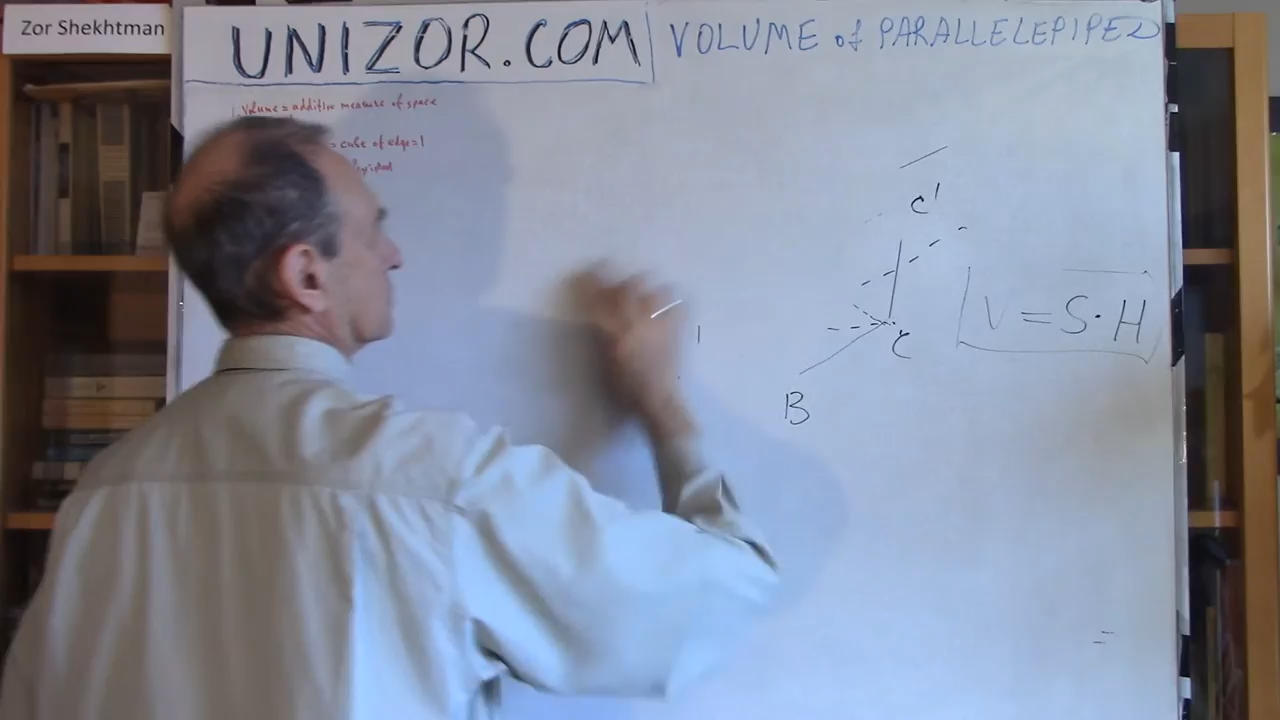 Zor Shekhtman
UNIZOR.COM
VOLUME of PARALLELEPIPED
Volume = additive measure of space
= cube of edge = 1
C'
V = S · H
C
B